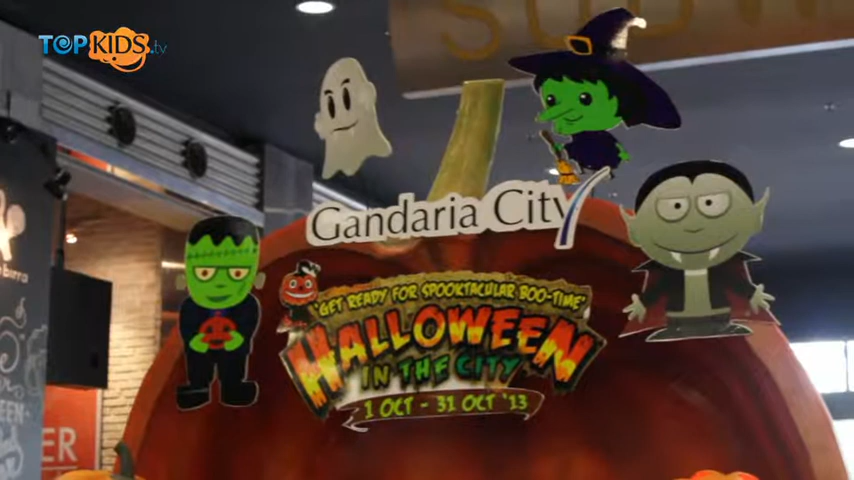 TOPKIDS.tv
SUBW
Gandaria City
"GET READY FOR SPOOKTACULAR BOO-TIME"
HALLOWEEN
IN THE CITY
1 OCT - 31 OCT '13